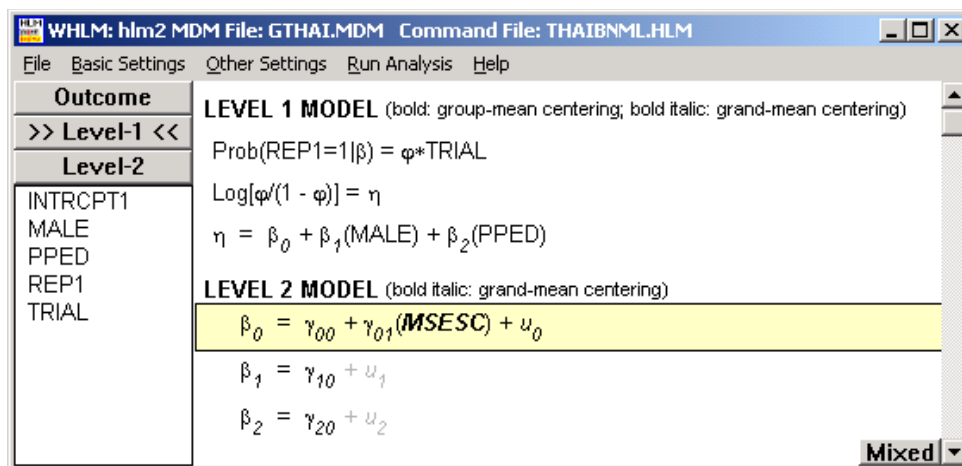 WHLM: hlm2 MDM File: GTHAI.MDM Command File: THAIBNML.HLM
File Basic Settings Other Settings Run Analysis Help
Outcome
>> Level-1 <<
Level-2
INTRCPT1
MALE
PPED
REP1
TRIAL
LEVEL 1 MODEL (bold: group-mean centering; bold italic: grand-mean centering)
Prob(REP1=1|β) = φ*TRIAL
Log[φ/(1 - φ)] = η
η = β0 + β1(MALE) + β2(PPED)
LEVEL 2 MODEL (bold italic: grand-mean centering)
β0 = γ00 + γ01(MSESC) + u0
β1 = γ10 + u1
β2 = γ20 + u2
Mixed